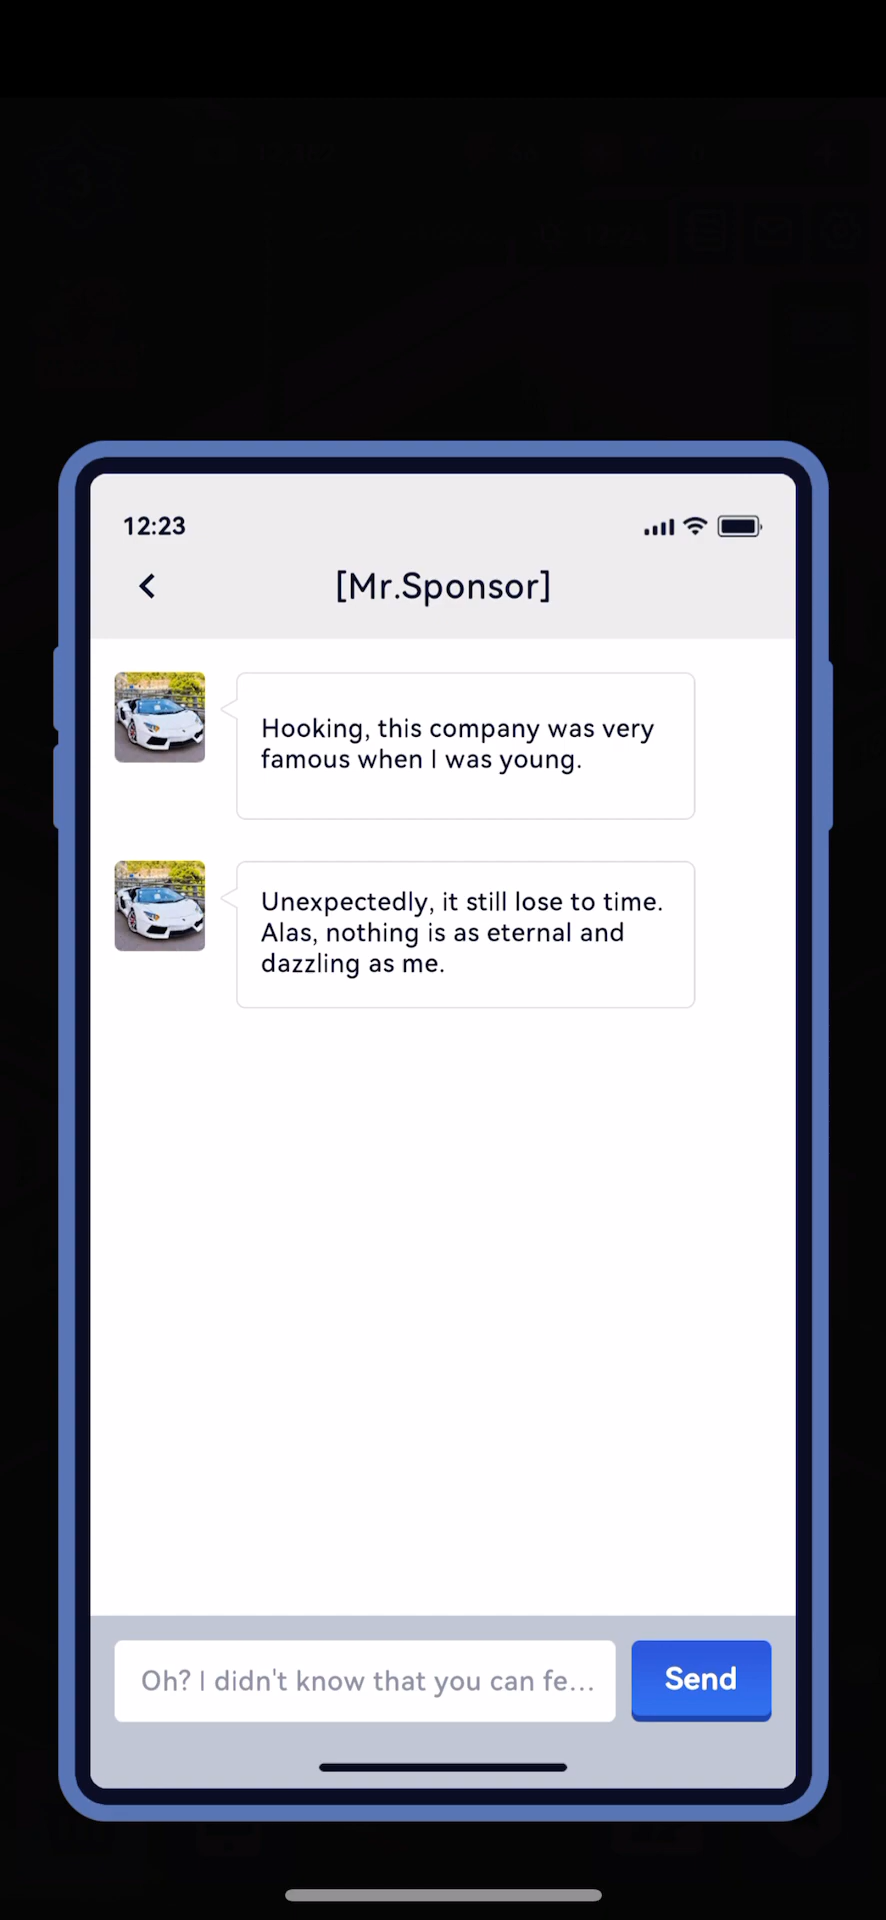 12:23
[Mr.Sponsor]
Hooking, this company was very
famous when I was young.
Unexpectedly, it still lose to time.
Alas, nothing is as eternal and
dazzling as me.
Oh? I didn't know that you can fe...
Send